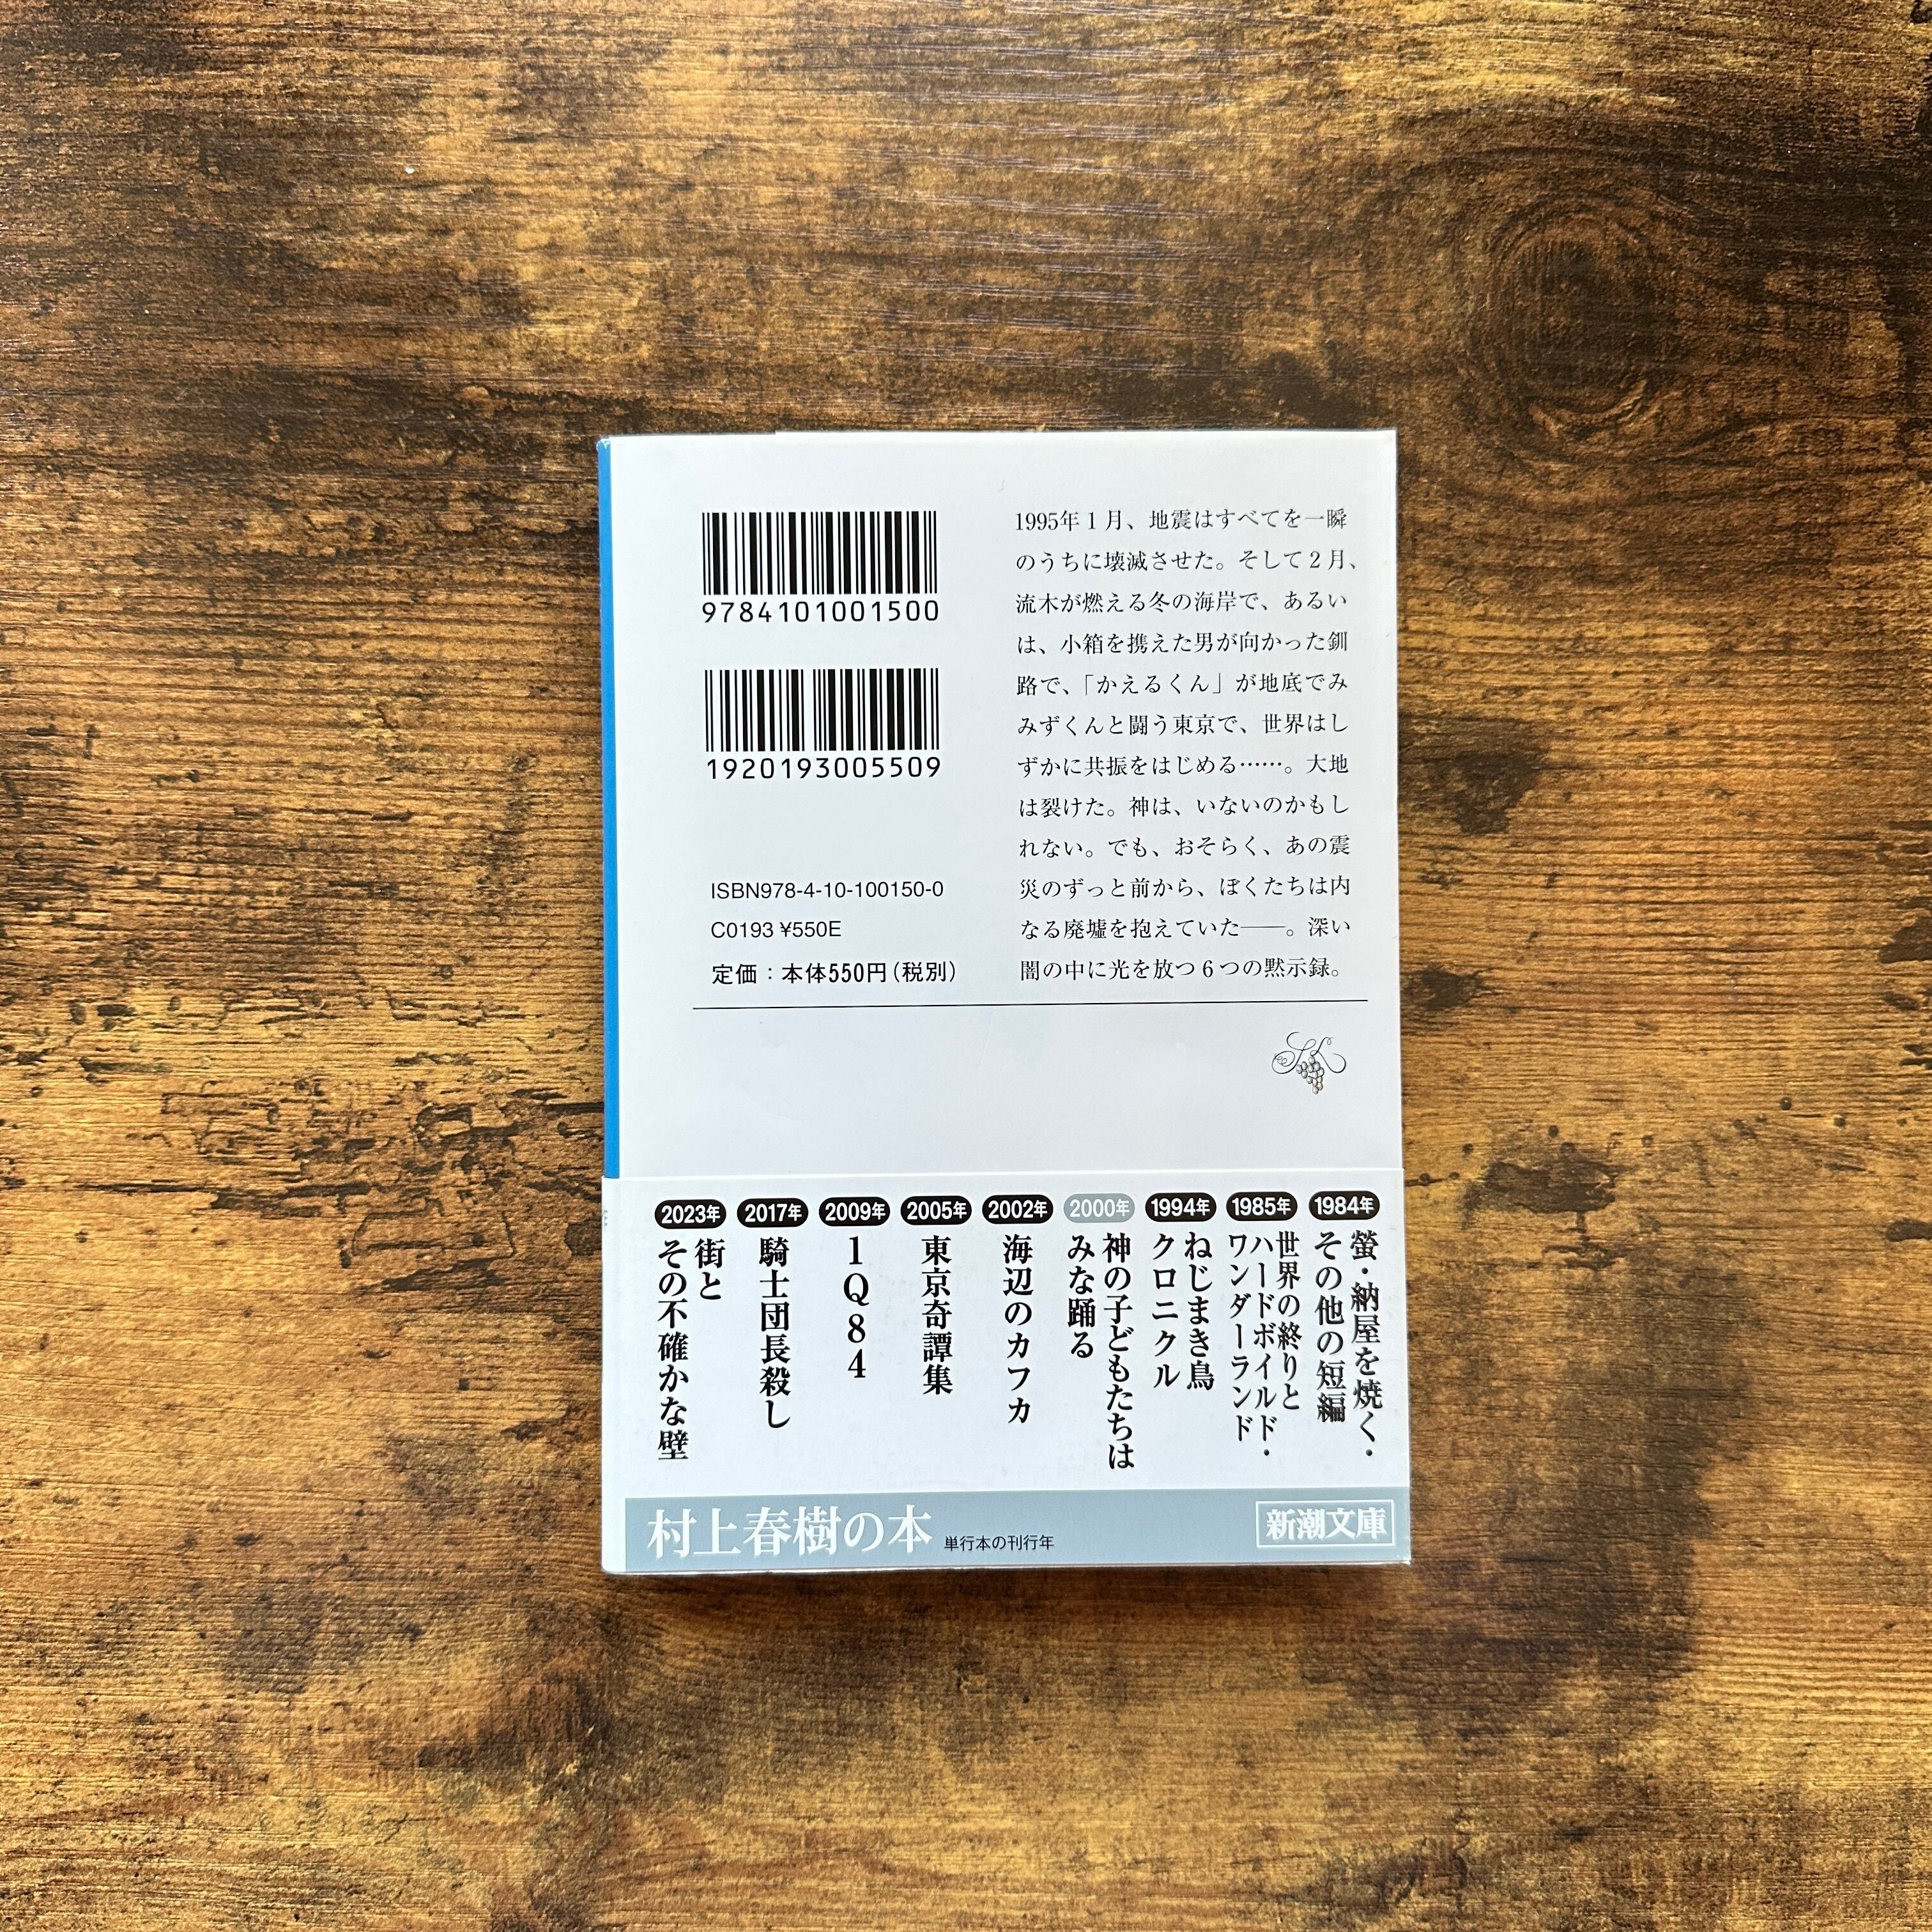 9784101001500
1920193005509
ISBN978-4-10-100150-0
C0193 ¥550E
定価：本体550円（税別）
1995年1月、地震はすべてを一瞬
のうちに壊滅させた。そして2月、
流木が燃える冬の海岸で、あるい
は、小箱を携えた男が向かった釧
路で、「かえるくん」が地底でみ
みずくんと闘う東京で、世界はし
ずかに共振をはじめる……。大地
は裂けた。神は、いないのかもし
れない。でも、おそらく、あの震
災のずっと前から、ぼくたちは内
なる廃墟を抱えていた――。深い
闇の中に光を放つ6つの黙示録。
1984年
螢・納屋を焼く・
その他の短編
1985年
世界の終りと
ハードボイルド・
ワンダーランド
1994年
ねじまき鳥
クロニクル
2000年
神の子どもたちは
みな踊る
2002年
海辺のカフカ
2005年
東京奇譚集
2009年
1Q84
2017年
騎士団長殺し
2023年
街と
その不確かな壁
村上春樹の本 単行本の刊行年
新潮文庫